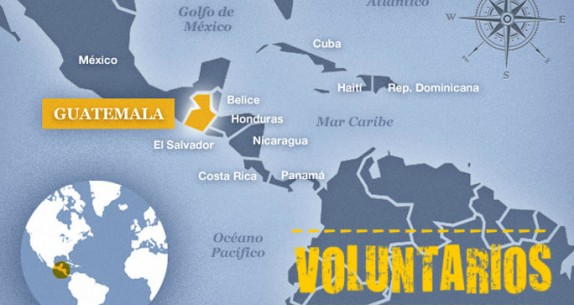 Atlántico
Golfo de
México
W
E
S
Cuba
México
Haití
Rep. Dominicana
Belice
GUATEMALA
Honduras
Mar Caribe
Nicaragua
El Salvador
Costa Rica
Panamá
Océano
Pacífico
VOLUNTARIOS